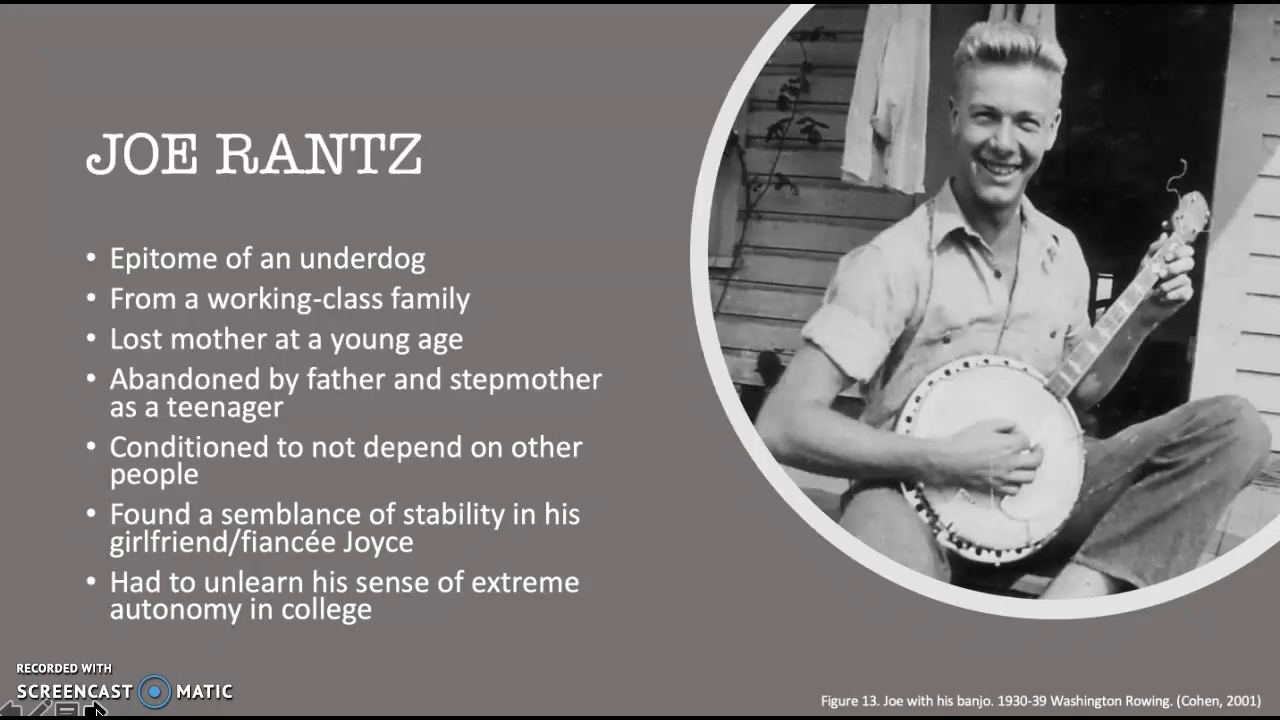 JOE RANTZ
• Epitome of an underdog
• From a working-class family
• Lost mother at a young age
• Abandoned by father and stepmother
as a teenager
• Conditioned to not depend on other
people
• Found a semblance of stability in his
girlfriend/fiancée Joyce
• Had to unlearn his sense of extreme
autonomy in college
RECORDED WITH
SCREENCAST MATIC
Figure 13. Joe with his banjo. 1930-39 Washington Rowing. (Cohen, 2001)